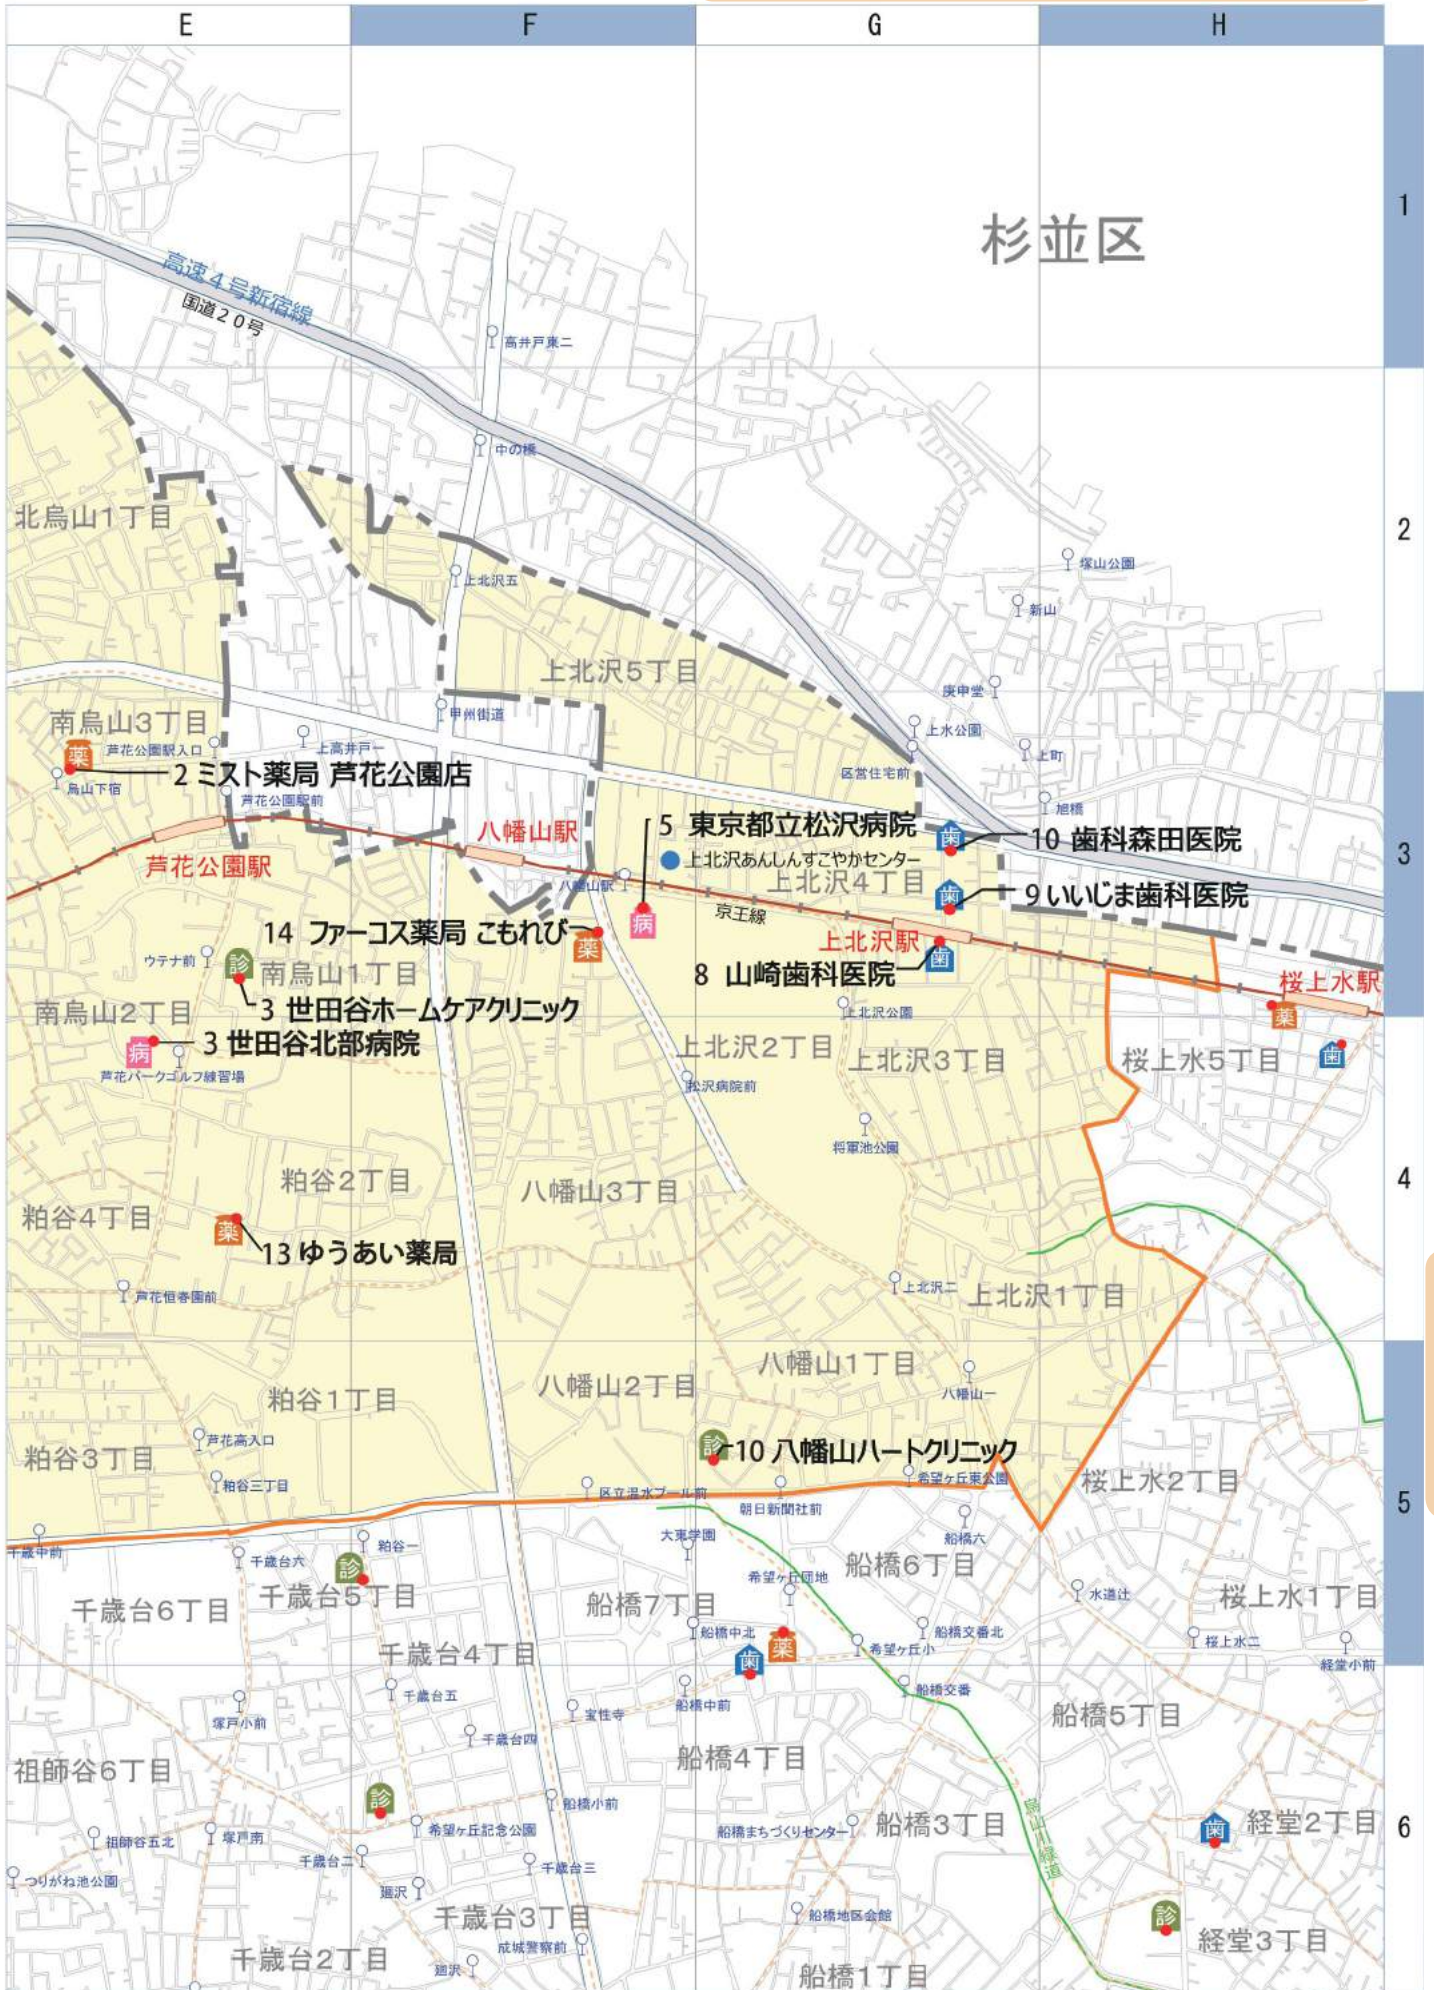 E
F
G
H
1
杉並区
高速4号新宿線
国道20号
高井戸東二
中の橋
北烏山1丁目
2
塚山公園
上北沢五
新山
上北沢5丁目
庚申堂
南烏山3丁目
甲州街道
上水公園
芦花公園駅入口
上高井戸一
上町
区営住宅前
薬
2 ミスト薬局 芦花公園店
烏山下宿
芦花公園駅前
旭橋
八幡山駅
5 東京都立松沢病院
歯
10 歯科森田医院
3
芦花公園駅
上北沢あんしんすこやかセンター
八幡山駅
上北沢4丁目
歯
9 いいじま歯科医院
京王線
病
14 ファーコス薬局 こもれび
薬
上北沢駅
歯
ウテナ前
診
南烏山1丁目
8 山崎歯科医院
桜上水駅
3 世田谷ホームケアクリニック
上北沢公園
薬
南烏山2丁目
病
3 世田谷北部病院
上北沢2丁目
上北沢3丁目
桜上水5丁目
歯
芦花パークゴルフ練習場
松沢病院前
将軍池公園
粕谷2丁目
八幡山3丁目
4
粕谷4丁目
薬
13 ゆうあい薬局
芦花恒春園前
上北沢二
上北沢1丁目
八幡山1丁目
八幡山2丁目
八幡山一
粕谷1丁目
芦花高入口
診
10 八幡山ハートクリニック
粕谷3丁目
粕谷三丁目
希望ヶ丘東公園
桜上水2丁目
区立温水プール前
朝日新聞社前
5
千歳中前
粕谷一
大東学園
船橋六
千歳台六
診
船橋6丁目
希望ヶ丘団地
千歳台5丁目
水道辻
桜上水1丁目
千歳台6丁目
船橋7丁目
船橋中北
薬
船橋交番北
希望ヶ丘小
桜上水二
千歳台4丁目
歯
経堂小前
千歳台五
船橋中前
船橋交番
塚戸小前
宝性寺
船橋5丁目
千歳台四
船橋4丁目
祖師谷6丁目
診
船橋小前
烏山川緑道
希望ヶ丘記念公園
船橋まちづくりセンター
船橋3丁目
歯
経堂2丁目
6
祖師谷五北
塚戸南
千歳台二
千歳台三
つりがね池公園
廻沢
船橋地区会館
診
千歳台3丁目
経堂3丁目
成城警察前
千歳台2丁目
廻沢
船橋1丁目